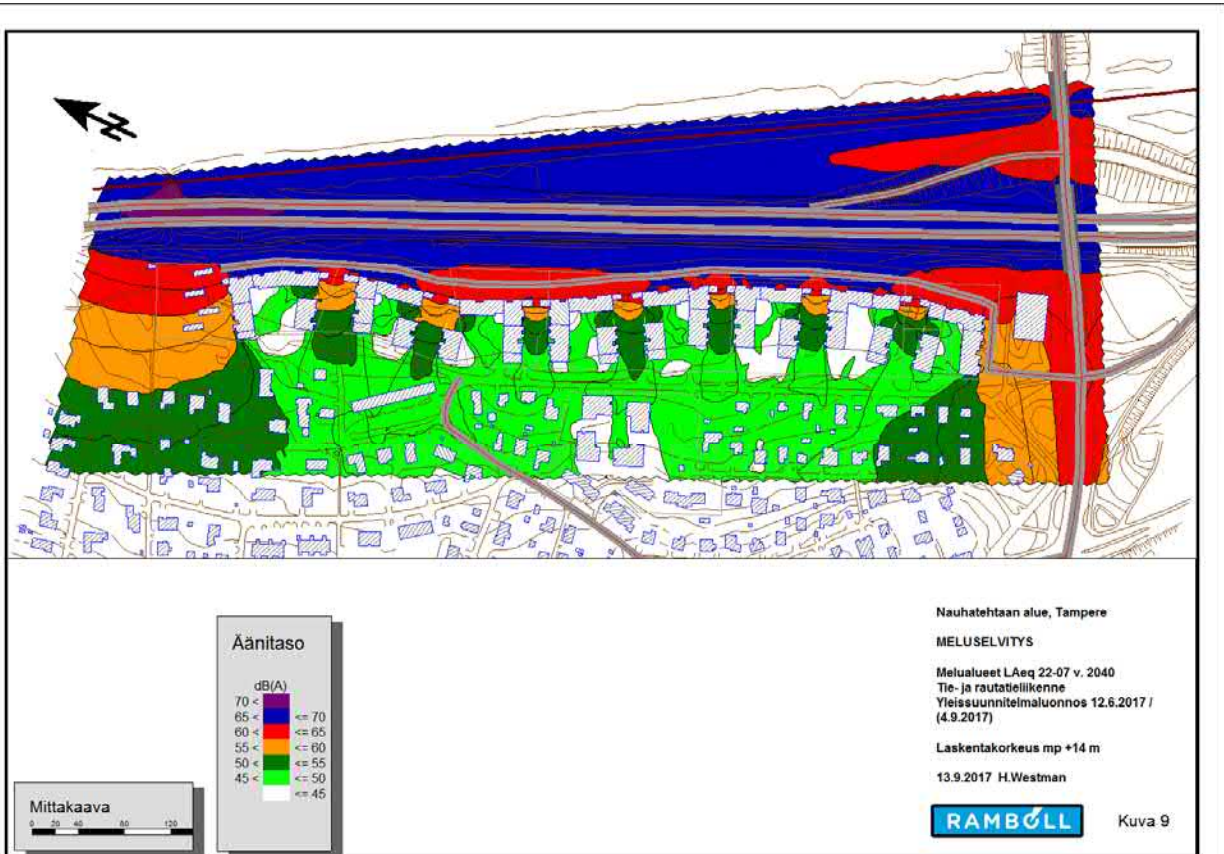 N
Nauhatehtaan alue, Tampere
MELUSELVITYS
Melualueet LAeq 22-07 v. 2040
Tie- ja rautatieliikenne
Yleissuunnitelmaluonnos 12.6.2017 /
(4.9.2017)
Laskentakorkeus mp +14 m
13.9.2017 H.Westman
RAMBOLL
Kuva 9
Äänitaso
dB(A)
70 <
65 < <= 70
60 < <= 65
55 < <= 60
50 < <= 55
45 < <= 50
<= 45
Mittakaava
0 20 40 80 120